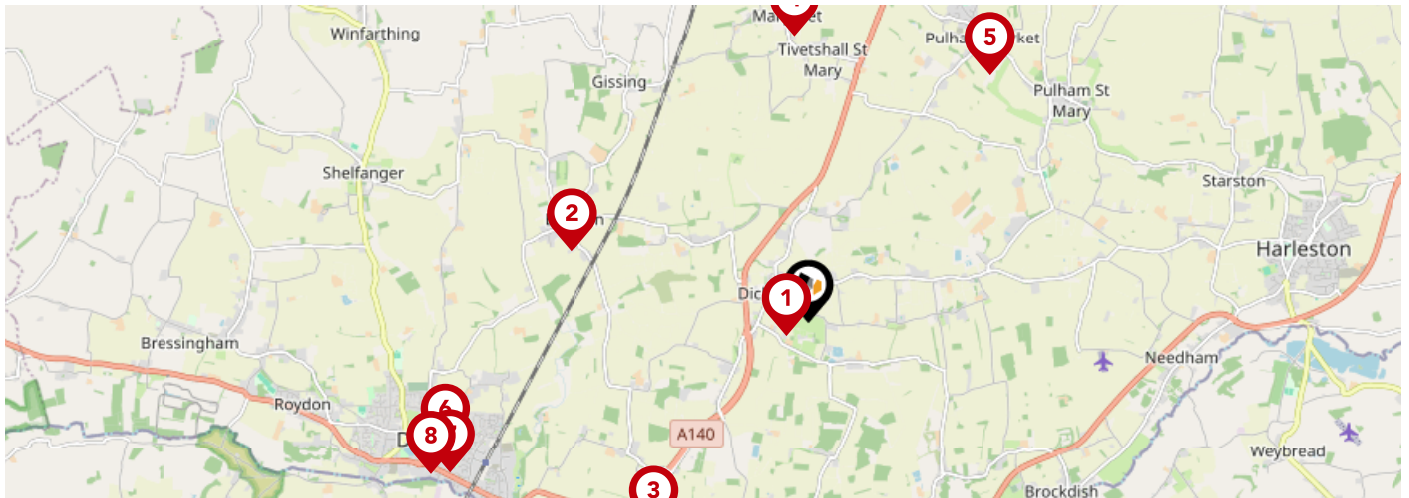 Winfarthing
Tivetshall St
Mary
5
Gissing
Pulham St
Mary
Shelfanger
Starston
2
Harleston
1
Bressingham
Needham
Roydon
6
8
A140
Weybread
3
Brockdish